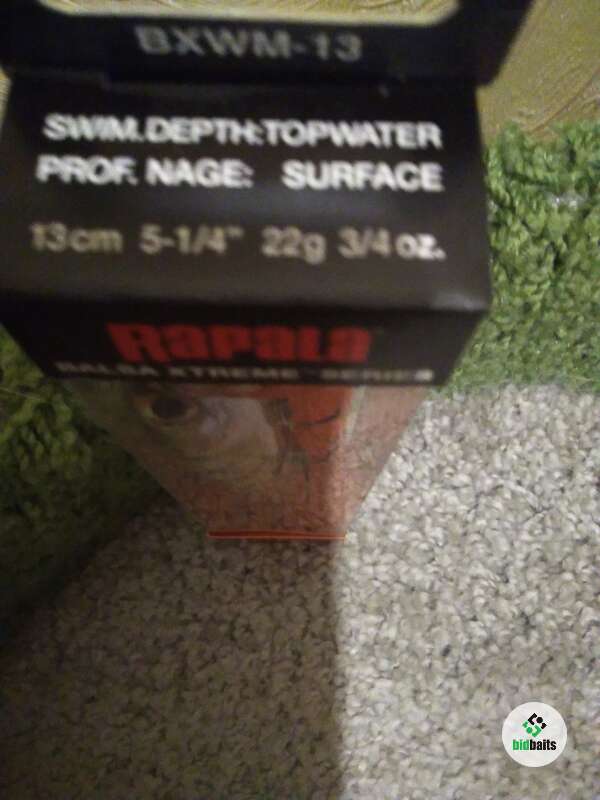 BXWM-13
SWIM.DEPTH:TOPWATER
PROF. NAGE: SURFACE
13cm 5-1/4" 22g 3/4 oz.
Rapala
BALSA XTREME™ SERIES
bidbaits